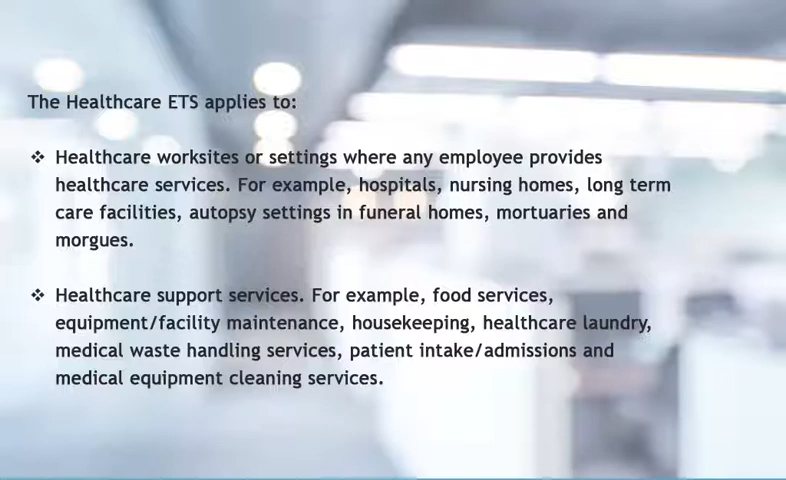 The Healthcare ETS applies to:
❖ Healthcare worksites or settings where any employee provides
healthcare services. For example, hospitals, nursing homes, long term
care facilities, autopsy settings in funeral homes, mortuaries and
morgues.
❖ Healthcare support services. For example, food services,
equipment/facility maintenance, housekeeping, healthcare laundry,
medical waste handling services, patient intake/admissions and
medical equipment cleaning services.